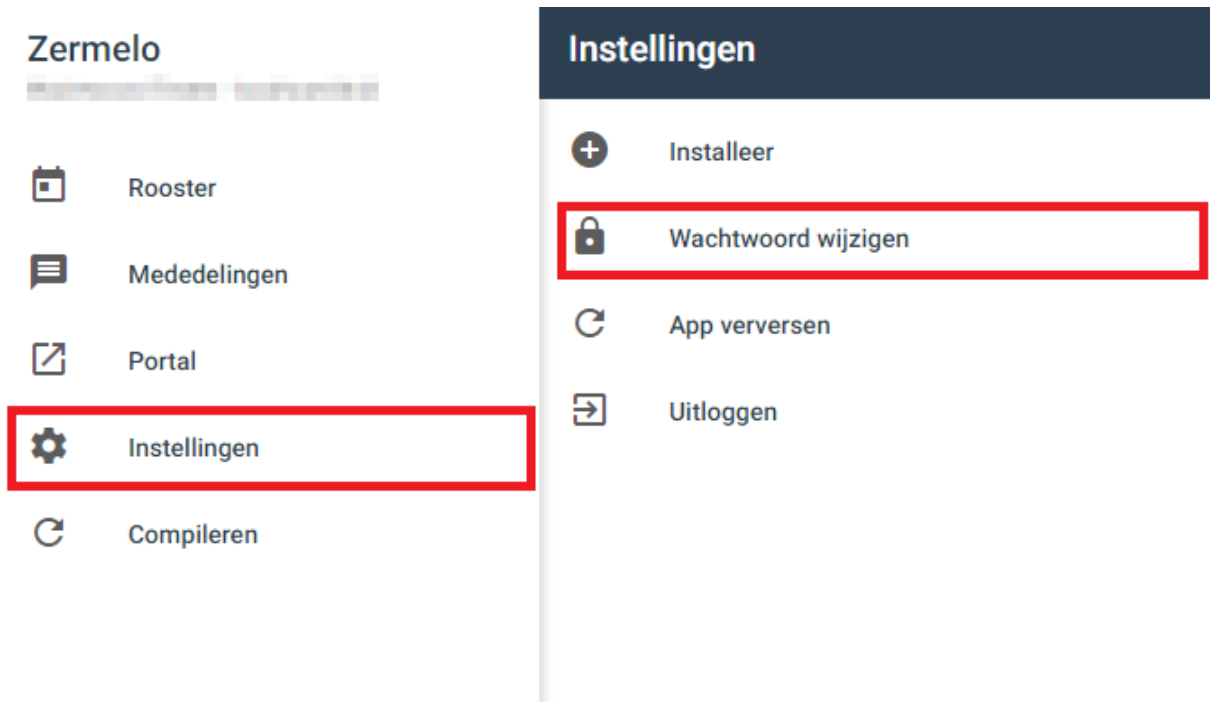 Zermelo
Rooster
Mededelingen
Portal
Instellingen
Compileren
Instellingen
Installeer
Wachtwoord wijzigen
App verversen
Uitloggen